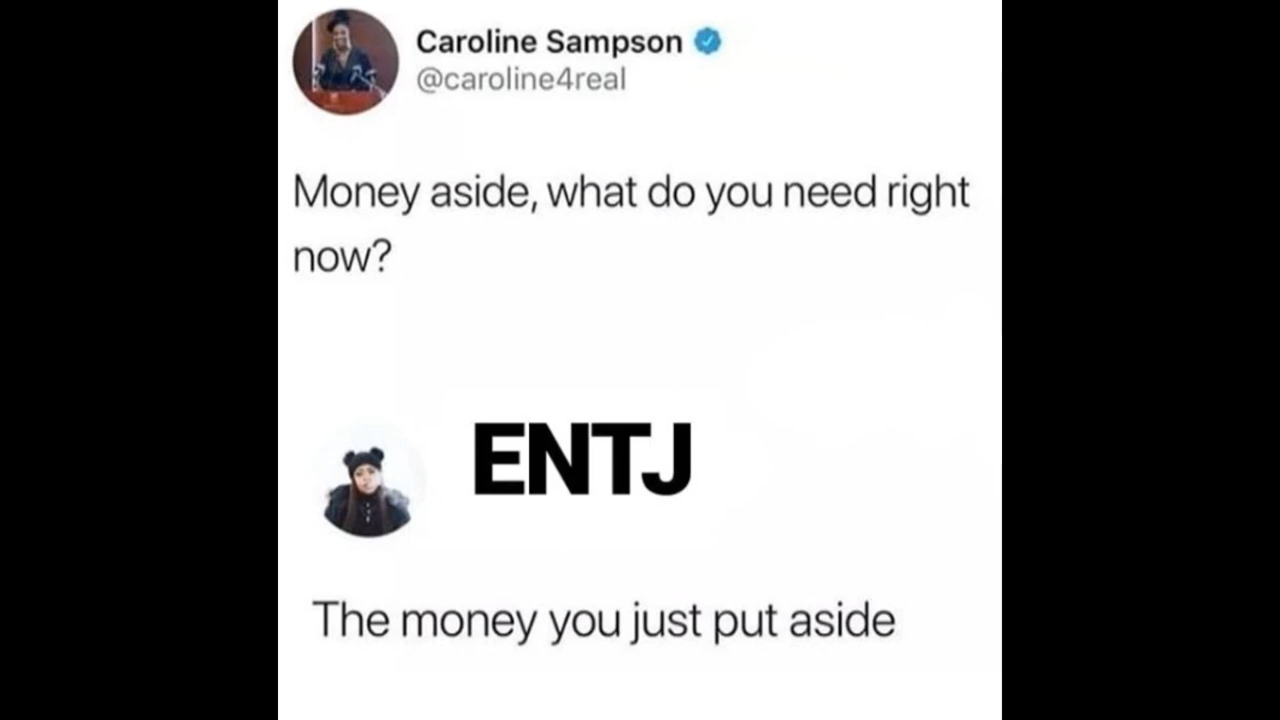 Caroline Sampson
@caroline4real
Money aside, what do you need right
now?
ENTJ
The money you just put aside